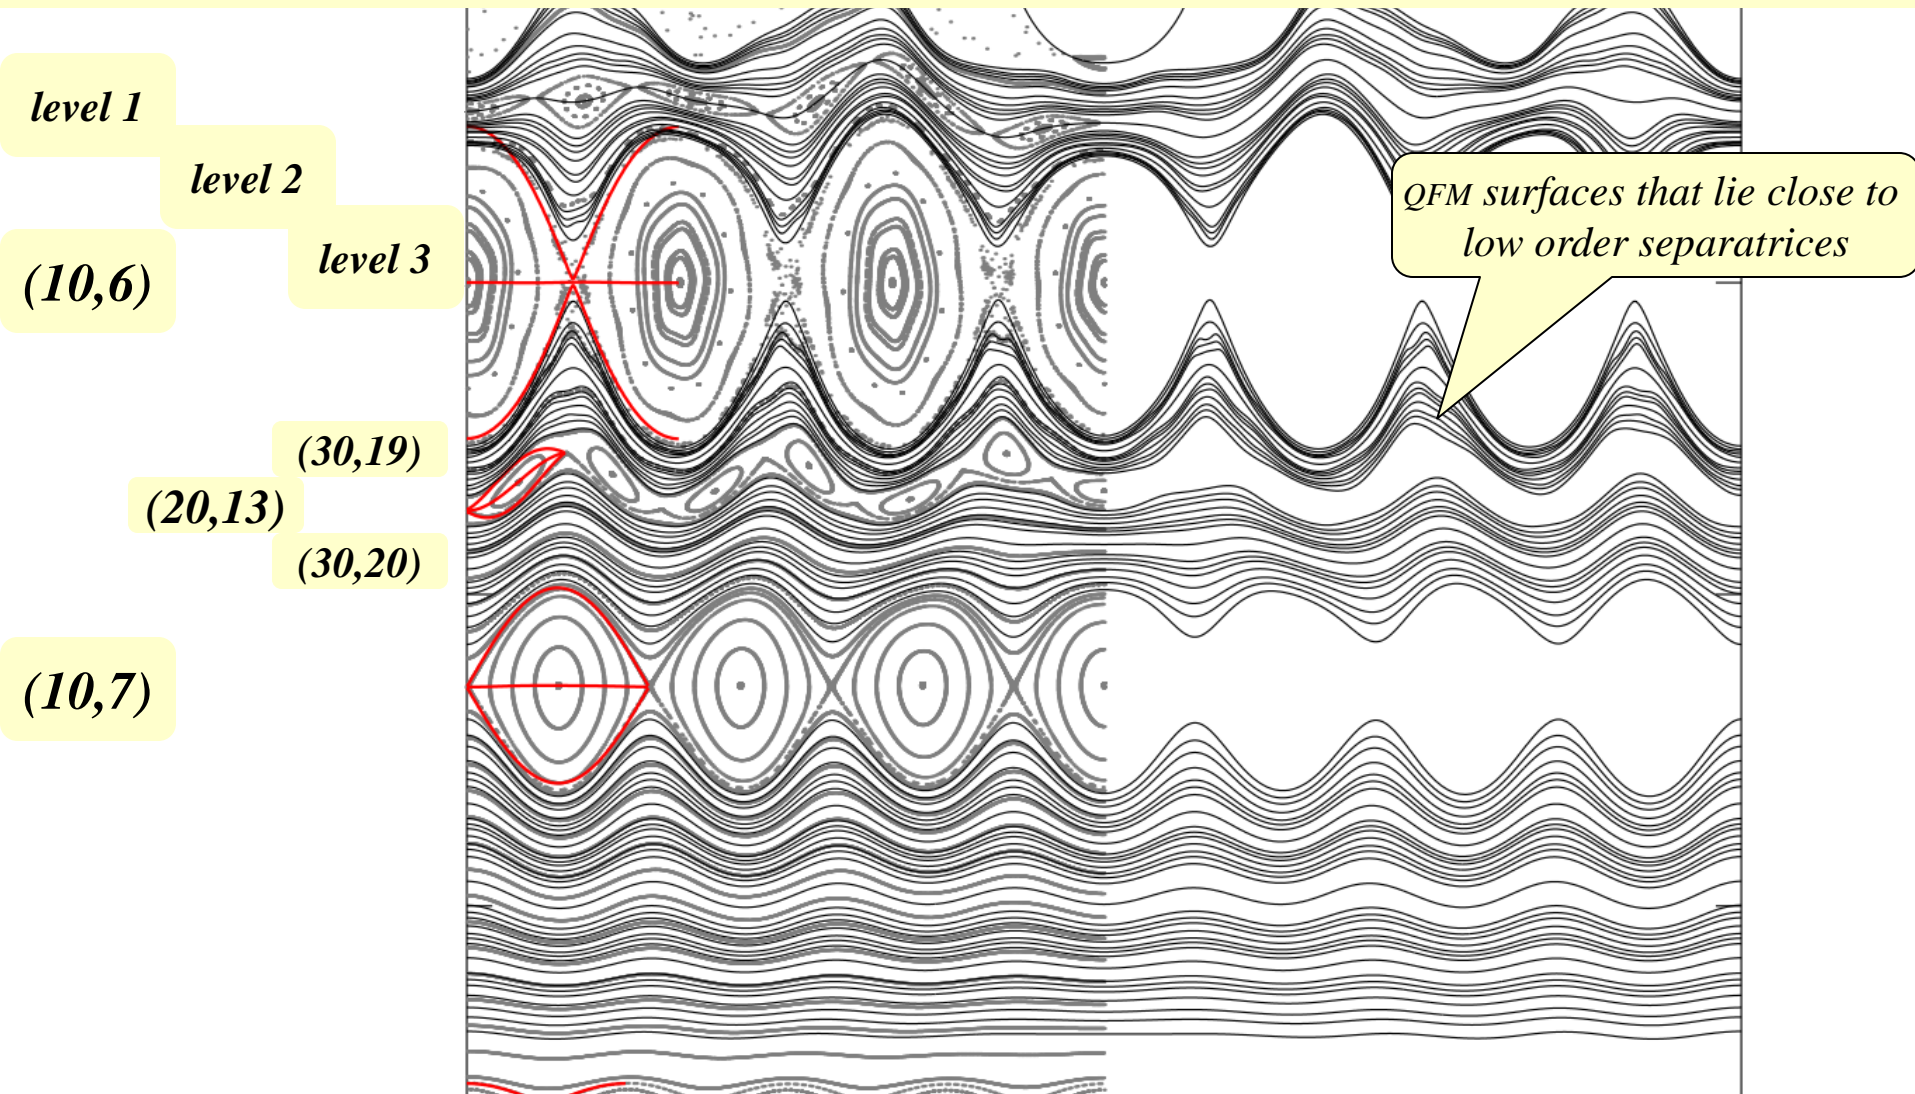 level 1
level 2
level 3
(10,6)
QFM surfaces that lie close to
low order separatrices
(30,19)
(20,13)
(30,20)
(10,7)